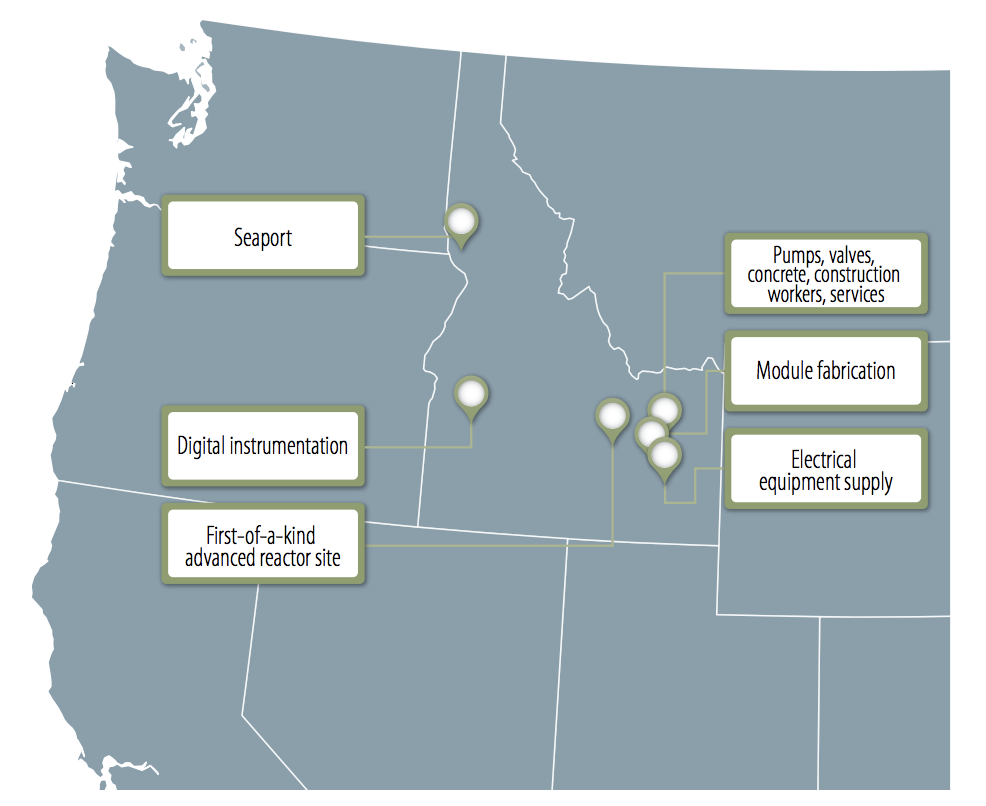 Seaport
Pumps, valves,
concrete, construction
workers, services
Module fabrication
Digital instrumentation
Electrical
equipment supply
First-of-a-kind
advanced reactor site